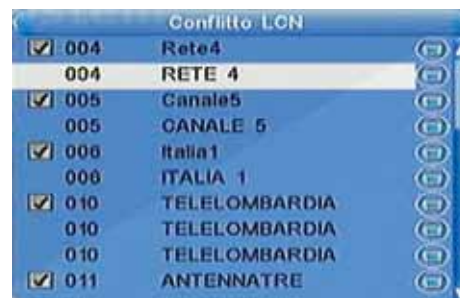 Conflitto LCN
004 Rete4
004 RETE 4
005 Canale5
005 CANALE 5
006 Italia1
006 ITALIA 1
010 TELELOMBARDIA
010 TELELOMBARDIA
010 TELELOMBARDIA
011 ANTENNATRE